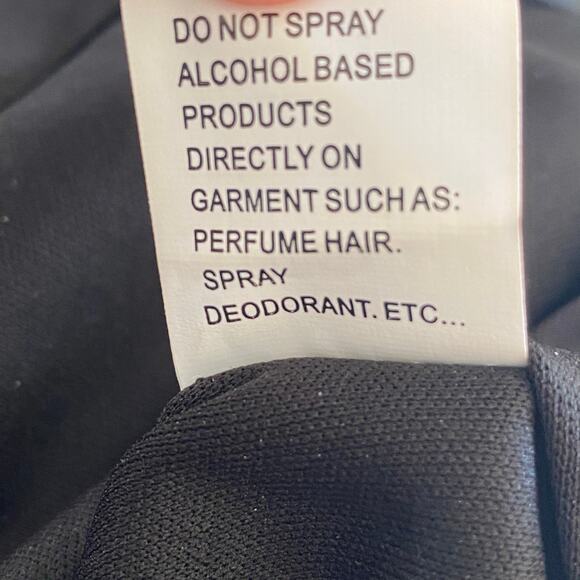 DO NOT SPRAY
ALCOHOL BASED
PRODUCTS
DIRECTLY ON
GARMENT SUCH AS:
PERFUME HAIR.
SPRAY
DEODORANT. ETC...